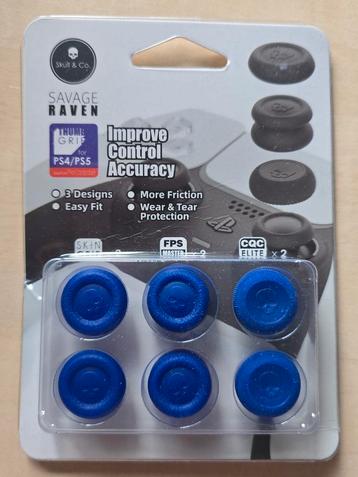 Skull & Co.
SAVAGE
RAVEN
THUMB
GRIP
for
PS4/PS5
Improve
Control
Accuracy
3 Designs
Easy Fit
More Friction
Wear & Tear
Protection
SKIN
FPS
MASTER
CQC
ELITE
x 2